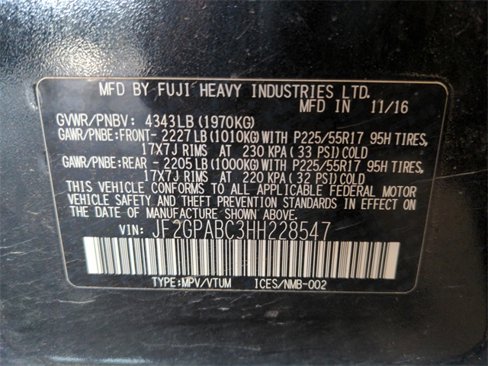 MFD BY FUJI HEAVY INDUSTRIES LTD.
MFD IN 11/16
GVWR/PNBV: 4343LB(1970KG)
GAWR/PNBE:FRONT- 2227LB(1010KG)WITH P225/55R17 95H TIRES,
17X7J RIMS AT 230 KPA(33 PSI)COLD
GAWR/PNBE:REAR - 2205LB(1000KG)WITH P225/55R17 95H TIRES,
17X7J RIMS AT 220 KPA(32 PSI)COLD
THIS VEHICLE CONFORMS TO ALL APPLICABLE FEDERAL MOTOR
VEHICLE SAFETY AND THEFT PREVENTION STANDARDS IN EFFECT ON
THE DATE OF MANUFACTURE SHOWN ABOVE.
VIN: JF2GPABC3HH228547
TYPE:MPV/VTUM ICES/NMB-002